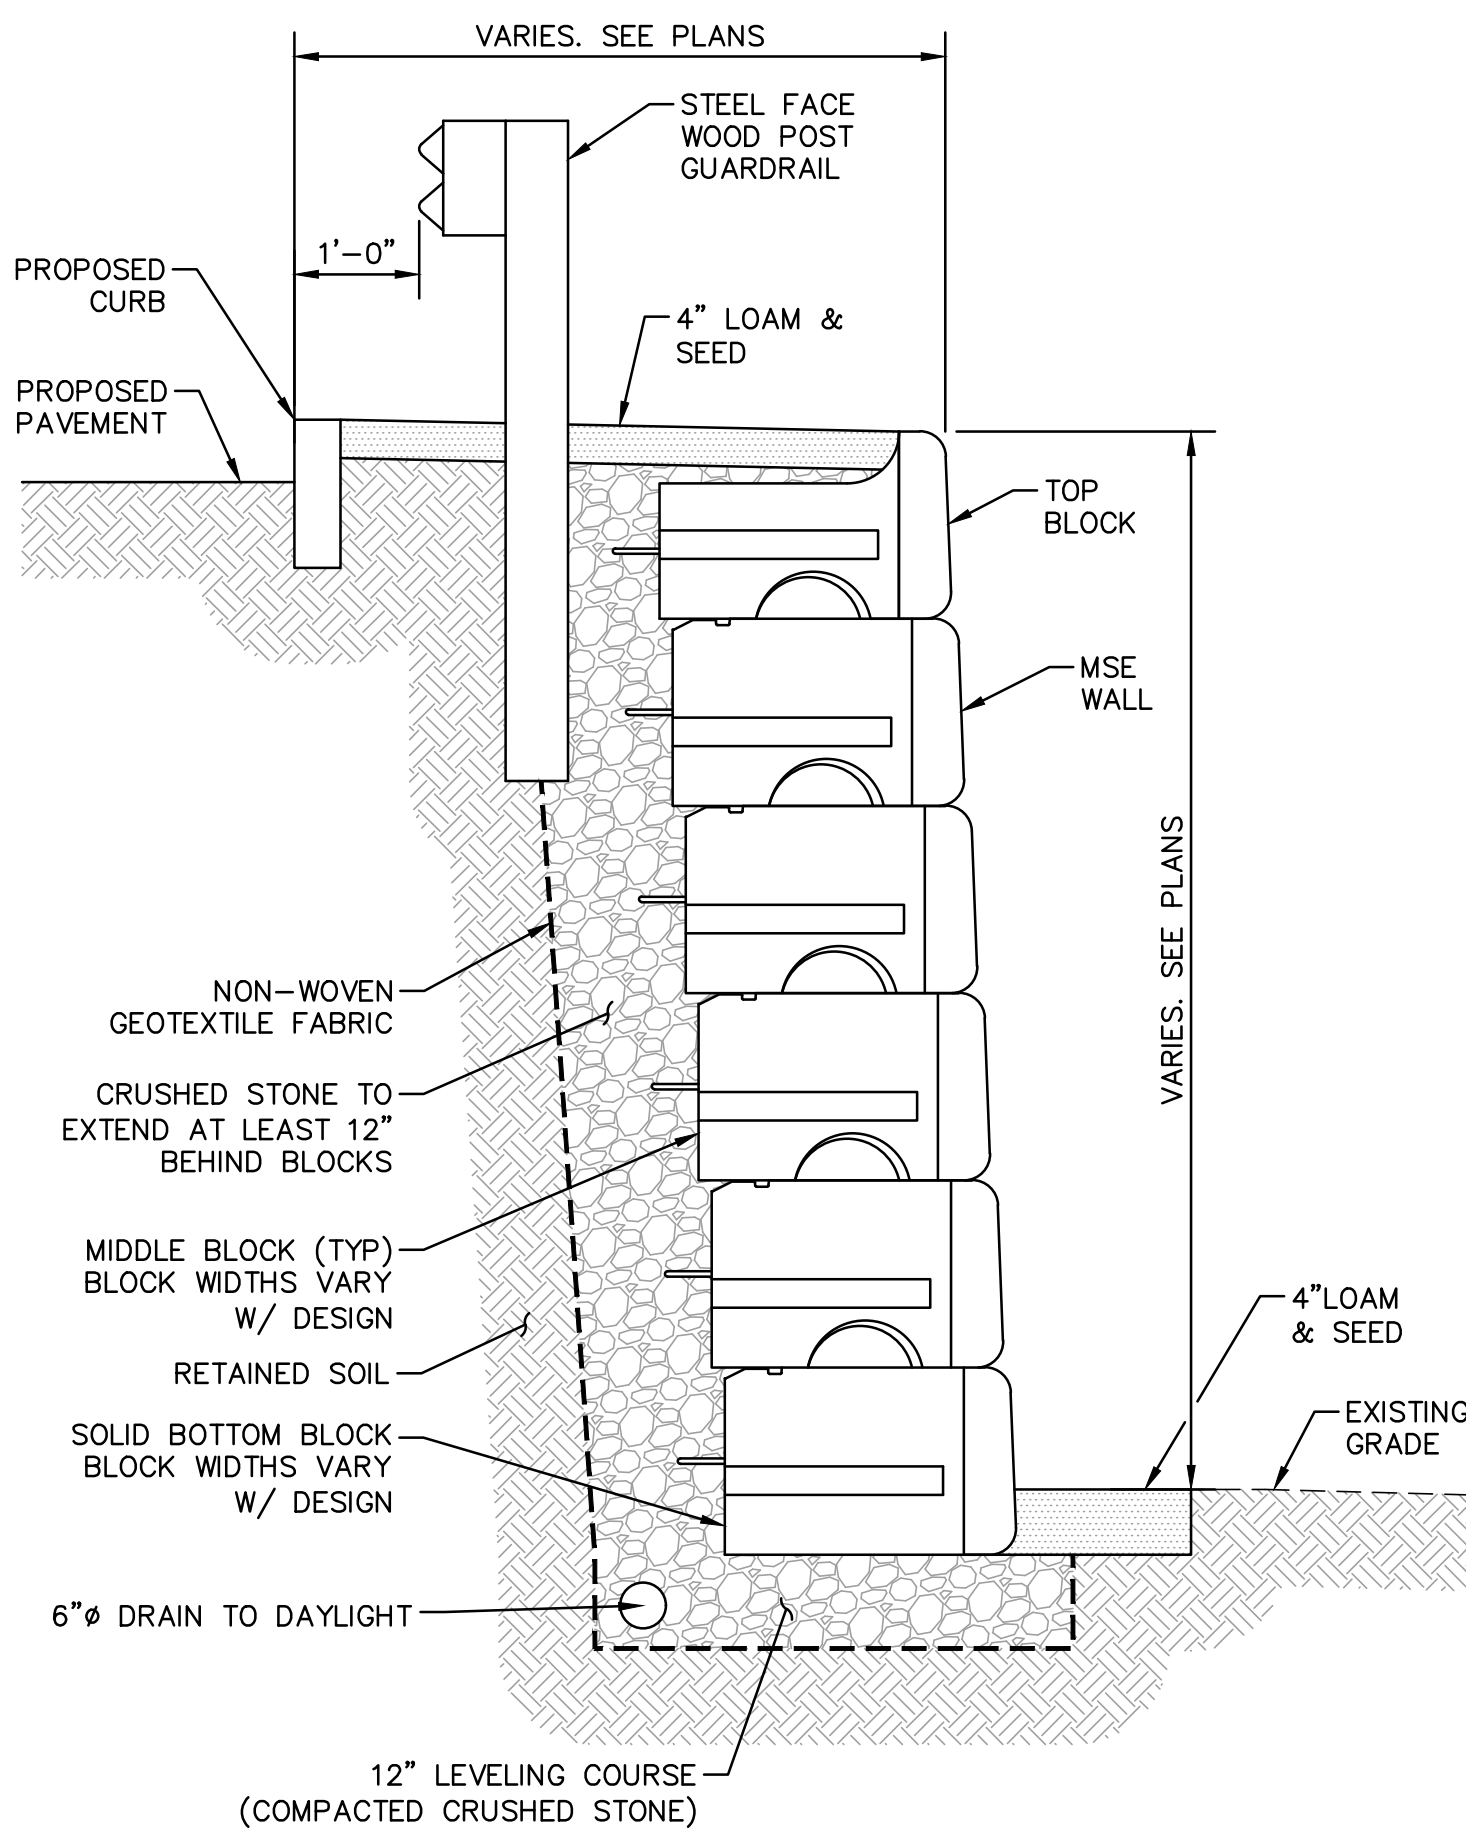 VARIES. SEE PLANS
STEEL FACE
WOOD POST
GUARDRAIL
1'-0"
PROPOSED
CURB
4" LOAM &
SEED
PROPOSED
PAVEMENT
TOP
BLOCK
MSE
WALL
VARIES. SEE PLANS
NON-WOVEN
GEOTEXTILE FABRIC
CRUSHED STONE TO
EXTEND AT LEAST 12"
BEHIND BLOCKS
MIDDLE BLOCK (TYP)
BLOCK WIDTHS VARY
W/ DESIGN
RETAINED SOIL
4"LOAM
& SEED
EXISTING
GRADE
SOLID BOTTOM BLOCK
BLOCK WIDTHS VARY
W/ DESIGN
6"ø DRAIN TO DAYLIGHT
12" LEVELING COURSE
(COMPACTED CRUSHED STONE)